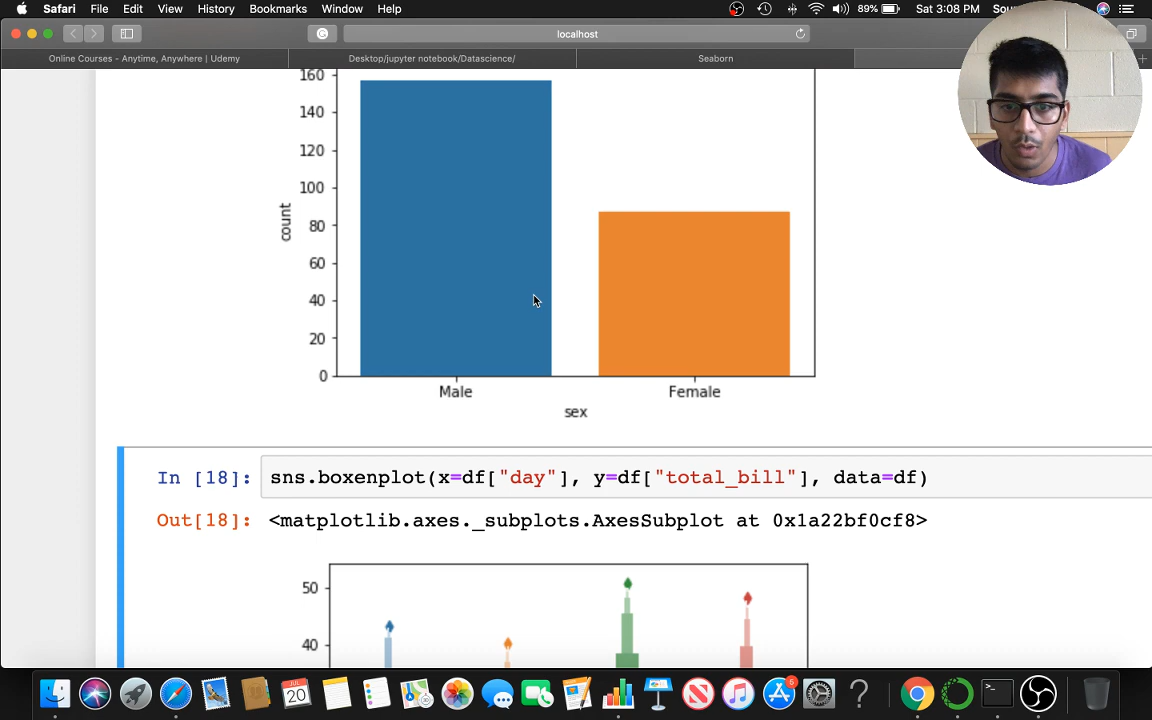 Safari File Edit View History Bookmarks Window Help 89% Sat 3:08 PM
localhost
Online Courses - Anytime, Anywhere | Udemy Desktop/jupyter notebook/Datascience/ Seaborn
160
140
120
100
80
60
40
20
0
count
Male Female
sex
In [18]: sns.boxenplot(x=df["day"], y=df["total_bill"], data=df)
Out[18]: <matplotlib.axes._subplots.AxesSubplot at 0x1a22bf0cf8>
50
40
JUL
20
5